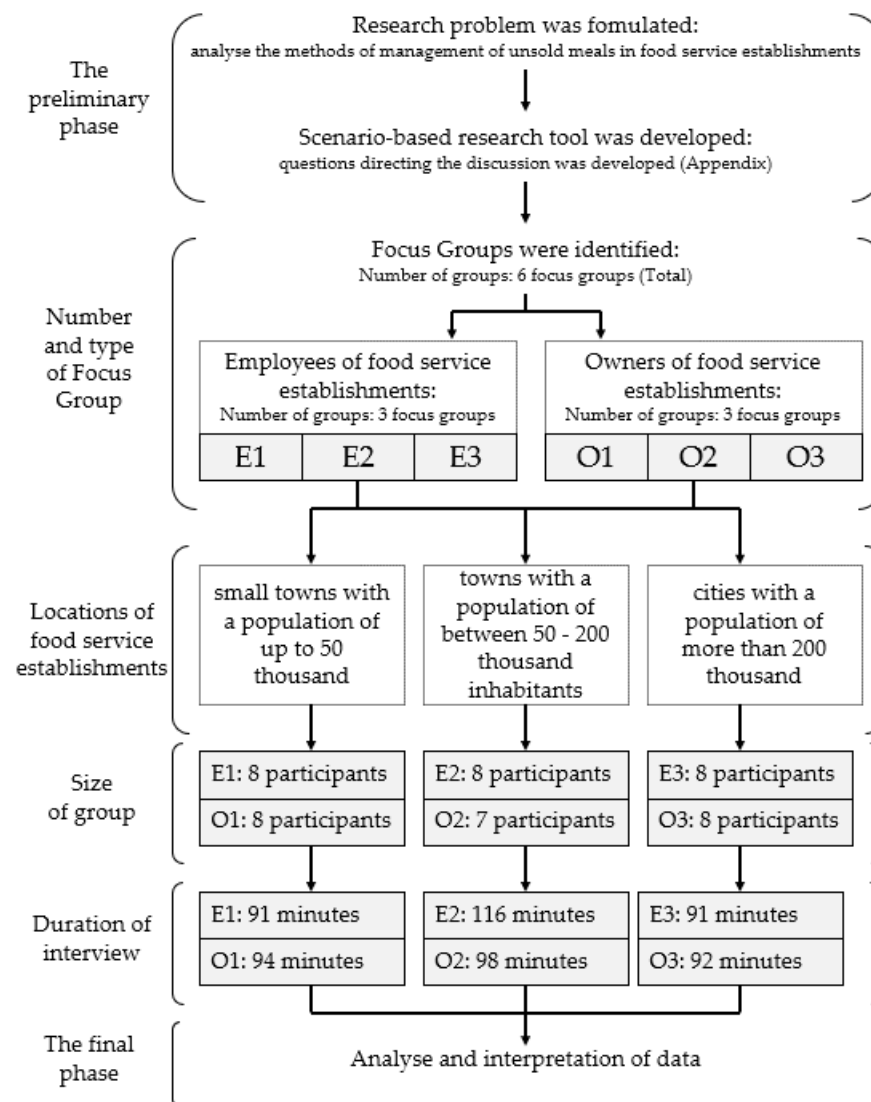 The
preliminary
phase
Research problem was fomulated:
analyse the methods of management of unsold meals in food service establishments
Scenario-based research tool was developed:
questions directing the discussion was developed (Appendix)
Number
and type
of Focus
Group
Focus Groups were identified:
Number of groups: 6 focus groups (Total)
Employees of food service
establishments:
Number of groups: 3 focus groups
E1 E2 E3
Owners of food service
establishments:
Number of groups: 3 focus groups
O1 O2 O3
Locations of
food service
establishments
small towns with
a population of
up to 50
thousand
towns with a
population of
between 50 - 200
thousand
inhabitants
cities with a
population of
more than 200
thousand
Size
of group
E1: 8 participants
O1: 8 participants
E2: 8 participants
O2: 7 participants
E3: 8 participants
O3: 8 participants
Duration of
interview
E1: 91 minutes
O1: 94 minutes
E2: 116 minutes
O2: 98 minutes
E3: 91 minutes
O3: 92 minutes
The final
phase
Analyse and interpretation of data